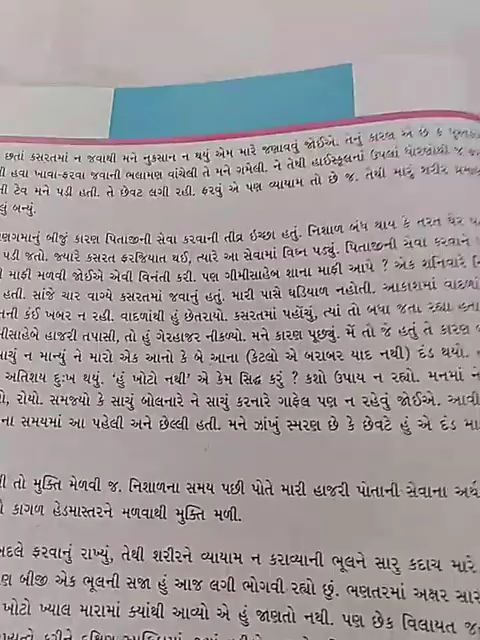 છતાં કસરતમાં ન જવાથી મને નુકસાન ન થયું એમ મારે જણાવવું જોઈએ. તેનું કારણ એ છે કે
હવા ખાવા-ફરવા જવાની ભલામણ વાંચેલી તે મને ગમેલી. ને તેથી હાઈસ્કૂલનાં ઉપલાં ધોરણોથી જ
ટેવ મને પડી હતી. તે છેવટ લગી રહી. ફરવું એ પણ વ્યાયામ તો છે જ. તેથી મારું શરીર
બન્યું.
અણગમાનું બીજું કારણ પિતાજીની સેવા કરવાની તીવ્ર ઇચ્છા હતું. નિશાળ બંધ થાય કે તરત ઘેર
પડી જતો. જ્યારે કસરત ફરજિયાત થઈ, ત્યારે આ સેવામાં વિઘ્ન પડ્યું. પિતાજીની સેવા કરવાને
માફી મળવી જોઈએ એવી વિનંતી કરી. પણ ગીમીસાહેબ શાના માફી આપે ? એક શનિવારે
હતી. સાંજે ચાર વાગ્યે કસરતમાં જવાનું હતું. મારી પાસે ઘડિયાળ નહોતી. આકાશમાં વાદળાં
કંઈ ખબર ન રહી. વાદળાંથી હું છેતરાયો. કસરતમાં પહોંચું, ત્યાં તો બધા જતા રહ્યા હતા
હાજરી તપાસી, તો હું ગેરહાજર નીકળ્યો. મને કારણ પૂછ્યું. મેં તો જે હતું તે કારણ
ન માન્યું ને મારો એક આનો કે બે આના (કેટલો એ બરાબર યાદ નથી) દંડ થયો.
અતિશય દુઃખ થયું. 'હું ખોટો નથી' એ કેમ સિદ્ધ કરું ? કશો ઉપાય ન રહ્યો. મનમાં
રોયો. સમજ્યો કે સાચું બોલનારે ને સાચું કરનારે ગાફેલ પણ ન રહેવું જોઈએ. આવી
સમયમાં આ પહેલી અને છેલ્લી હતી. મને ઝાંખું સ્મરણ છે કે છેવટે હું એ દંડ
તો મુક્તિ મેળવી જ. નિશાળના સમય પછી પોતે મારી હાજરી પોતાની સેવાના
કાગળ હેડમાસ્તરને મળવાથી મુક્તિ મળી.
ફરવાનું રાખ્યું, તેથી શરીરને વ્યાયામ ન કરાવ્યાની ભૂલને સારુ કદાચ મારે
બીજી એક ભૂલની સજા હું આજ લગી ભોગવી રહ્યો છું. ભણતરમાં અક્ષર
ખોટો ખ્યાલ મારામાં ક્યાંથી આવ્યો એ હું જાણતો નથી. પણ છેક વિલાયત